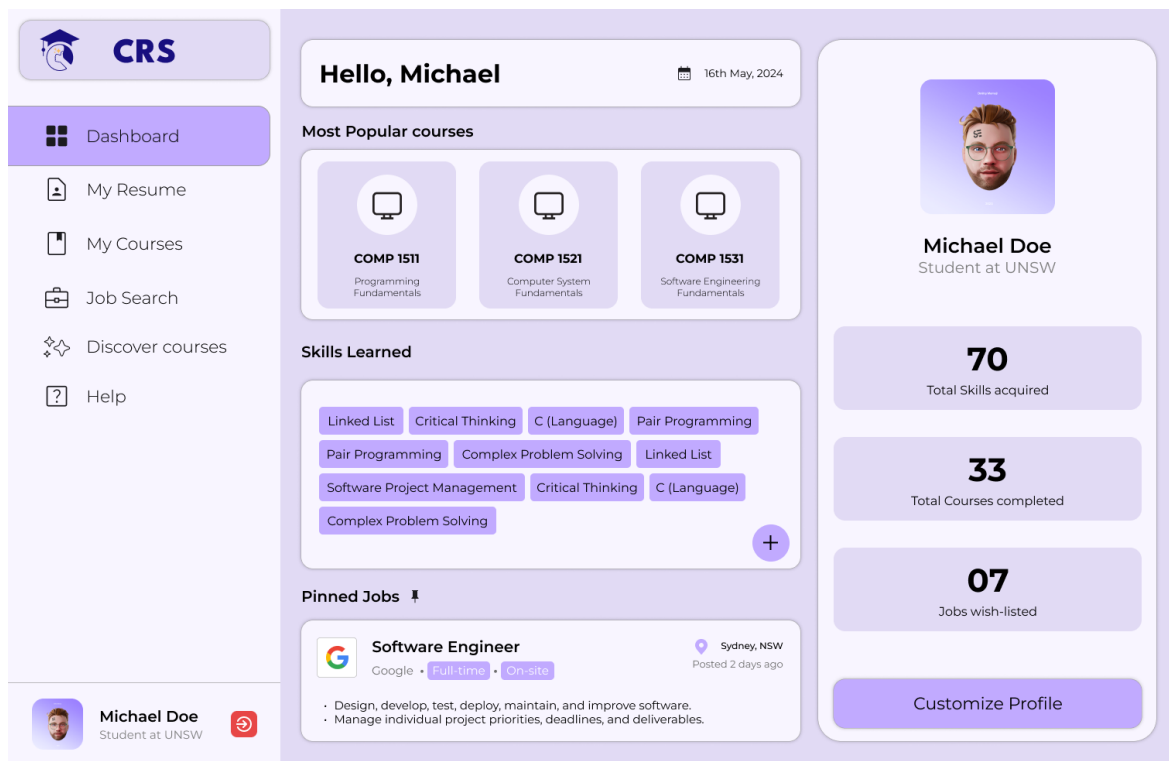 CRS
Dashboard
My Resume
My Courses
Job Search
Discover courses
Help
Michael Doe
Student at UNSW
Hello, Michael
16th May, 2024
Most Popular courses
COMP 1511
Programming
Fundamentals
COMP 1521
Computer System
Fundamentals
COMP 1531
Software Engineering
Fundamentals
Skills Learned
Linked List Critical Thinking C (Language) Pair Programming
Pair Programming Complex Problem Solving Linked List
Software Project Management Critical Thinking C (Language)
Complex Problem Solving
+
Pinned Jobs
Software Engineer
Google • Full-time • On-site
Sydney, NSW
Posted 2 days ago
• Design, develop, test, deploy, maintain, and improve software.
• Manage individual project priorities, deadlines, and deliverables.
Michael Doe
Student at UNSW
70
Total Skills acquired
33
Total Courses completed
07
Jobs wish-listed
Customize Profile